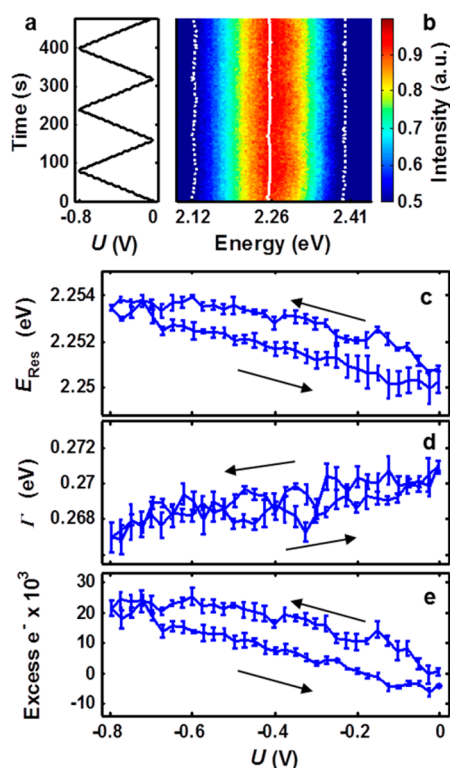 a
b
Time (s)
400
300
200
100
0
-0.8
0
U (V)
2.12
2.26
2.41
Energy (eV)
0.9
0.8
0.7
0.6
0.5
Intensity (a.u.)
c
E Res (eV)
2.254
2.252
2.25
d
Γ (eV)
0.272
0.27
0.268
e
Excess e- x 10³
30
20
10
0
-10
-0.8
-0.6
-0.4
-0.2
0
U (V)